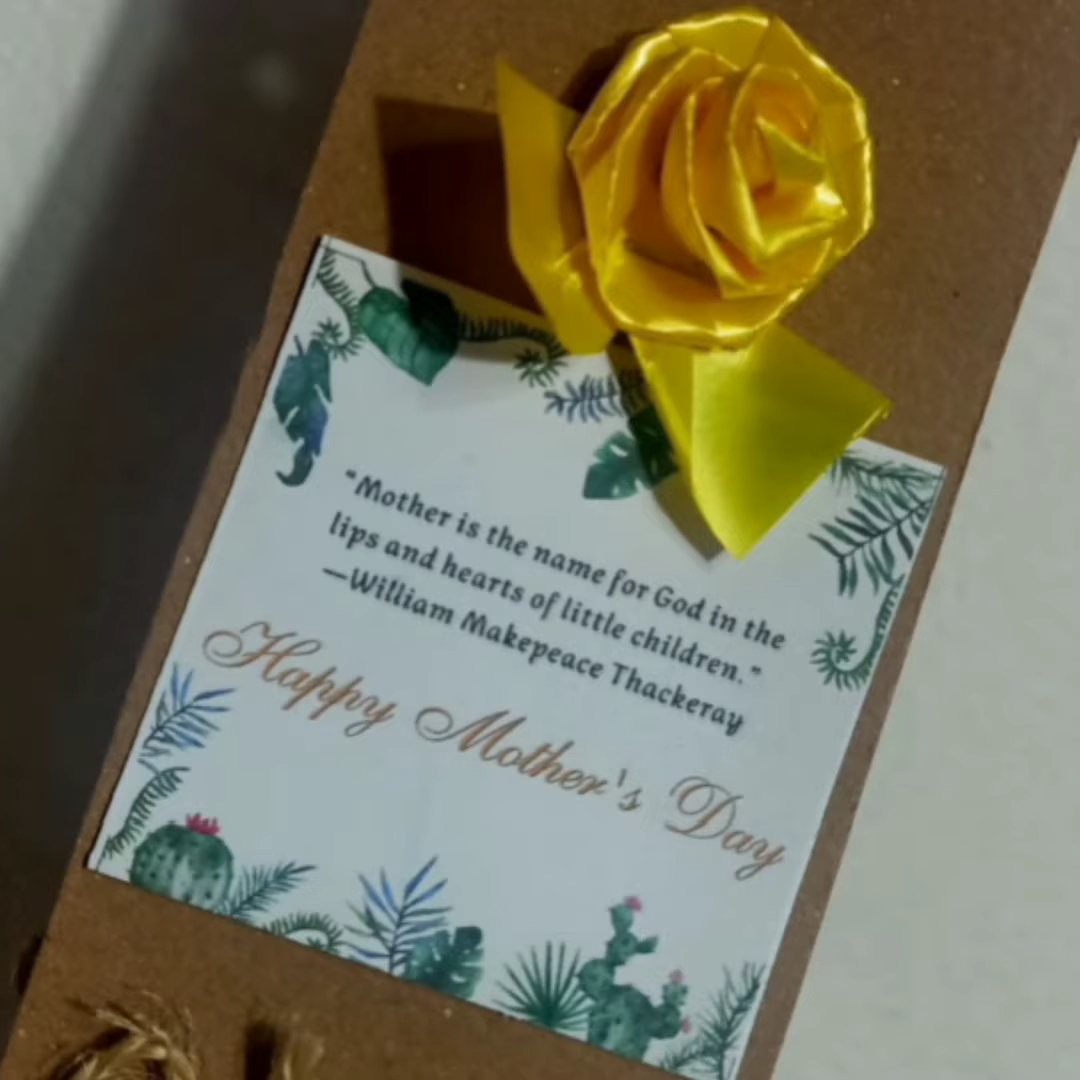 “Mother is the name for God in the
lips and hearts of little children.”
—William Makepeace Thackeray
Happy Mother's Day